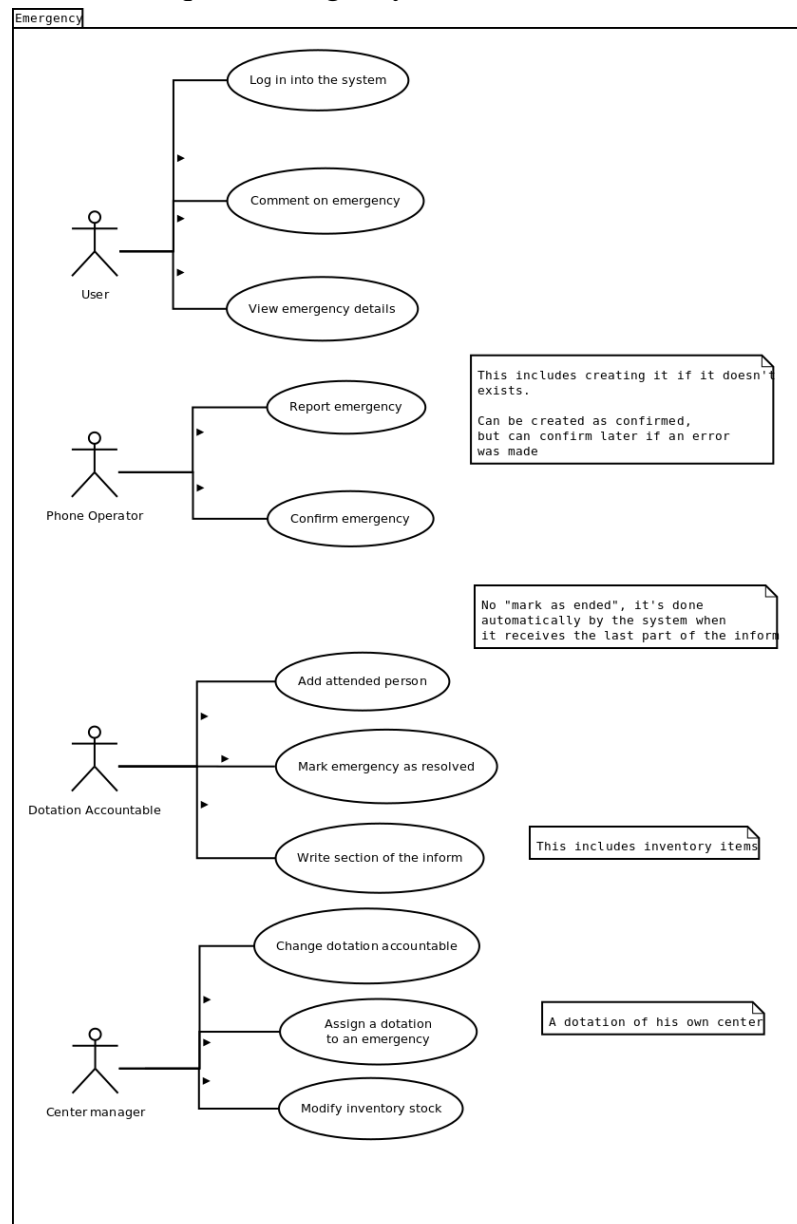 Emergency
Log in into the system
Comment on emergency
User
View emergency details
This includes creating it if it doesn't
exists.
Can be created as confirmed,
but can confirm later if an error
was made
Report emergency
Phone Operator
Confirm emergency
No "mark as ended", it's done
automatically by the system when
it receives the last part of the inform
Add attended person
Mark emergency as resolved
Dotation Accountable
Write section of the inform
This includes inventory items
Change dotation accountable
A dotation of his own center
Assign a dotation
to an emergency
Center manager
Modify inventory stock